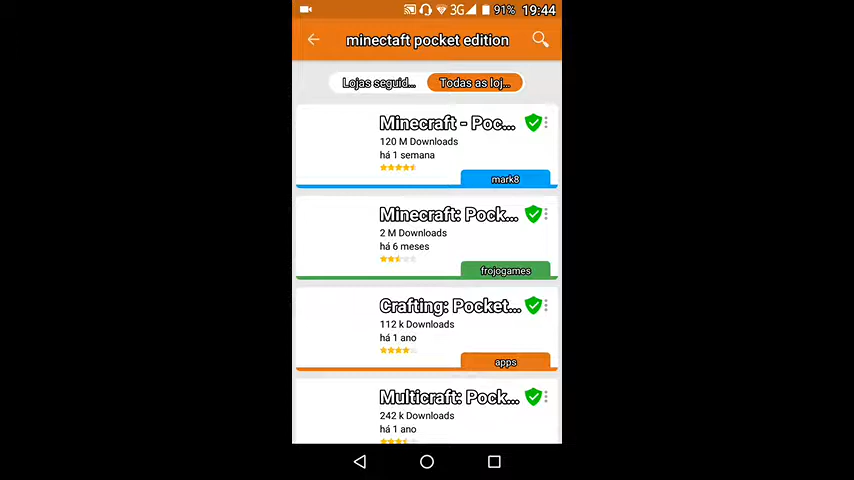 3G 91% 19:44
minectaft pocket edition
Lojas seguid... Todas as loj...
Minecraft - Poc...
120 M Downloads
há 1 semana
mark8
Minecraft: Pock...
2 M Downloads
há 6 meses
frojogames
Crafting: Pocket...
112 k Downloads
há 1 ano
apps
Multicraft: Pock...
242 k Downloads
há 1 ano